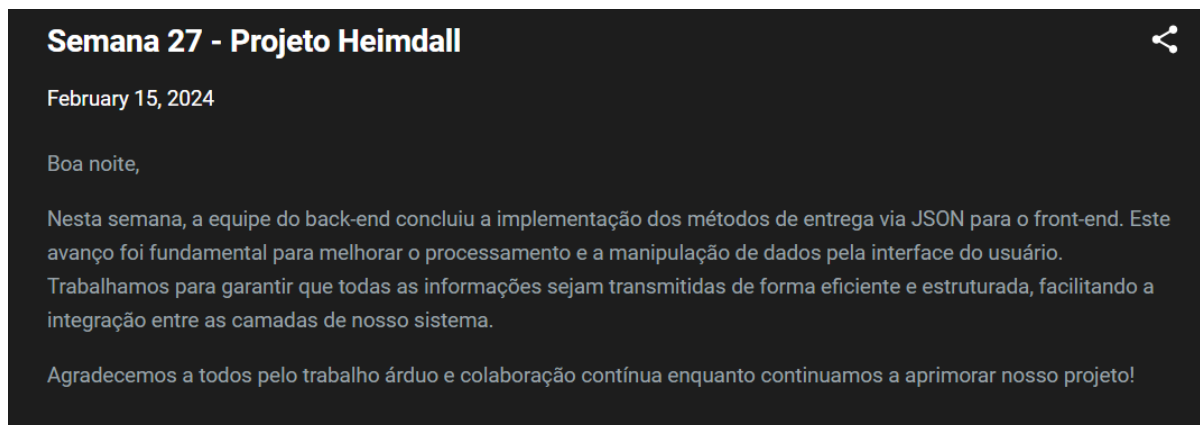 Semana 27 - Projeto Heimdall
February 15, 2024
Boa noite,
Nesta semana, a equipe do back-end concluiu a implementação dos métodos de entrega via JSON para o front-end. Este
avanço foi fundamental para melhorar o processamento e a manipulação de dados pela interface do usuário.
Trabalhamos para garantir que todas as informações sejam transmitidas de forma eficiente e estruturada, facilitando a
integração entre as camadas de nosso sistema.
Agradecemos a todos pelo trabalho árduo e colaboração contínua enquanto continuamos a aprimorar nosso projeto!